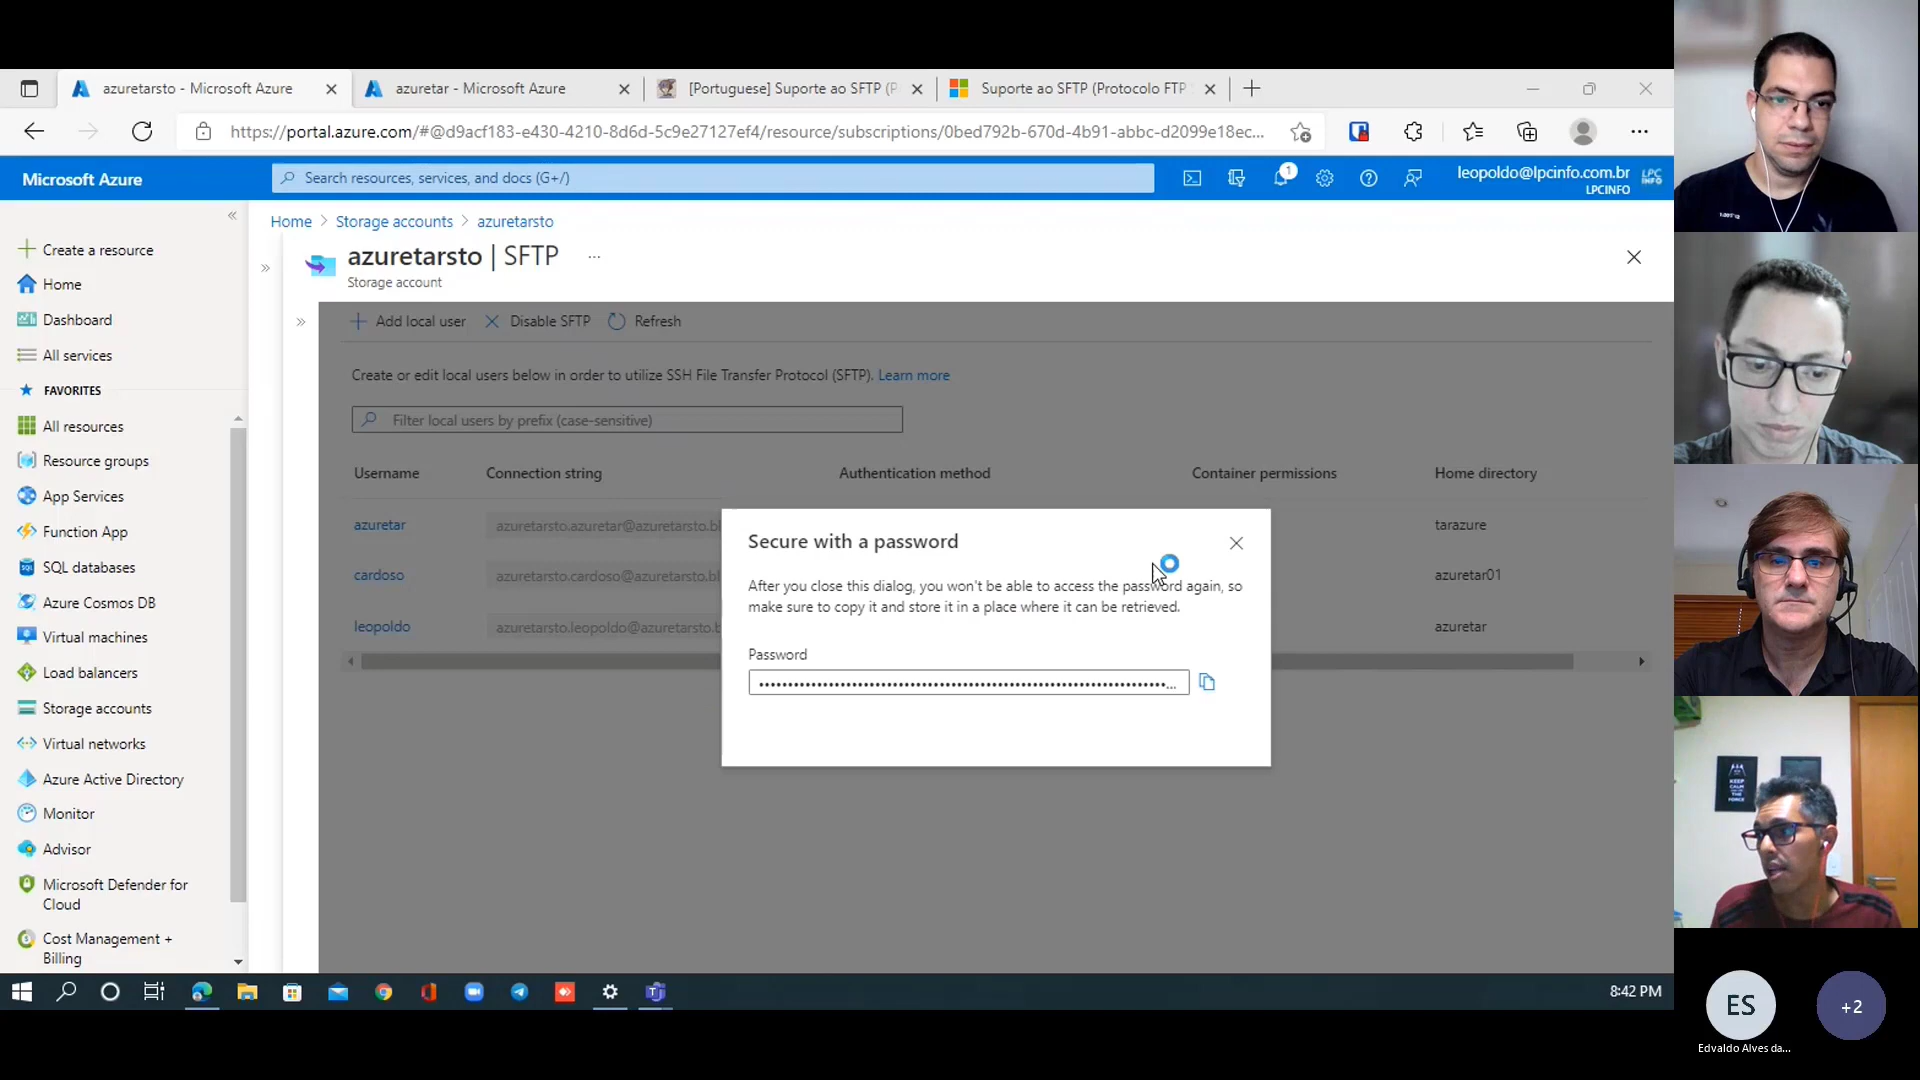 azuretarsto - Microsoft Azure
azuretar - Microsoft Azure
[Portuguese] Suporte ao SFTP (P
Suporte ao SFTP (Protocolo FTP
https://portal.azure.com/#@d9acf183-e430-4210-8d6d-5c9e27127ef4/resource/subscriptions/0bed792b-670d-4b91-abbc-d2099e18ec...
Microsoft Azure
Search resources, services, and docs (G+/)
1
leopoldo@lpcinfo.com.br
LPCINFO
LPC
INFO
Home > Storage accounts > azuretarsto
azuretarsto | SFTP ...
Storage account
Create a resource
Home
Dashboard
All services
FAVORITES
All resources
Resource groups
App Services
Function App
SQL databases
Azure Cosmos DB
Virtual machines
Load balancers
Storage accounts
Virtual networks
Azure Active Directory
Monitor
Advisor
Microsoft Defender for
Cloud
Cost Management +
Billing
Add local user
Disable SFTP
Refresh
Create or edit local users below in order to utilize SSH File Transfer Protocol (SFTP). Learn more
Filter local users by prefix (case-sensitive)
Username
Connection string
Authentication method
Container permissions
Home directory
azuretar
azuretarsto.azuretar@azuretarsto.bl
tarazure
cardoso
azuretarsto.cardoso@azuretarsto.bl
azuretar01
leopoldo
azuretarsto.leopoldo@azuretarsto.b
azuretar
Secure with a password
After you close this dialog, you won't be able to access the password again, so
make sure to copy it and store it in a place where it can be retrieved.
Password
8:42 PM
KEEP
CALM
THE
FORCE
ES
+2
Edvaldo Alves da...